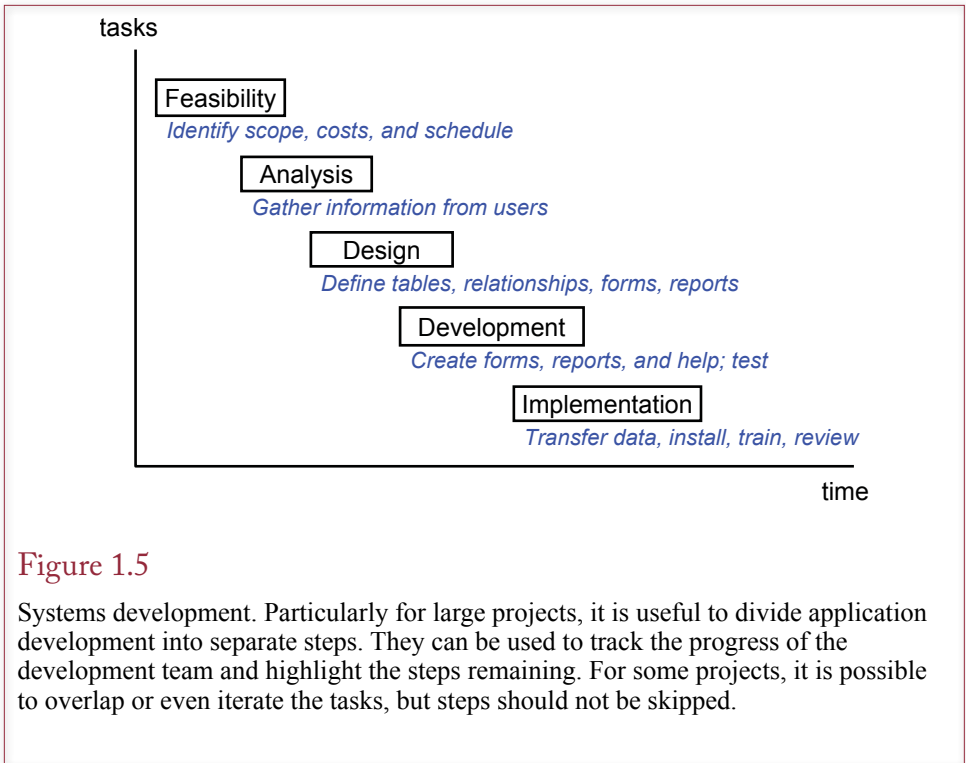 tasks
Feasibility
Identify scope, costs, and schedule
Analysis
Gather information from users
Design
Define tables, relationships, forms, reports
Development
Create forms, reports, and help; test
Implementation
Transfer data, install, train, review
time
Figure 1.5
Systems development. Particularly for large projects, it is useful to divide application
development into separate steps. They can be used to track the progress of the
development team and highlight the steps remaining. For some projects, it is possible
to overlap or even iterate the tasks, but steps should not be skipped.